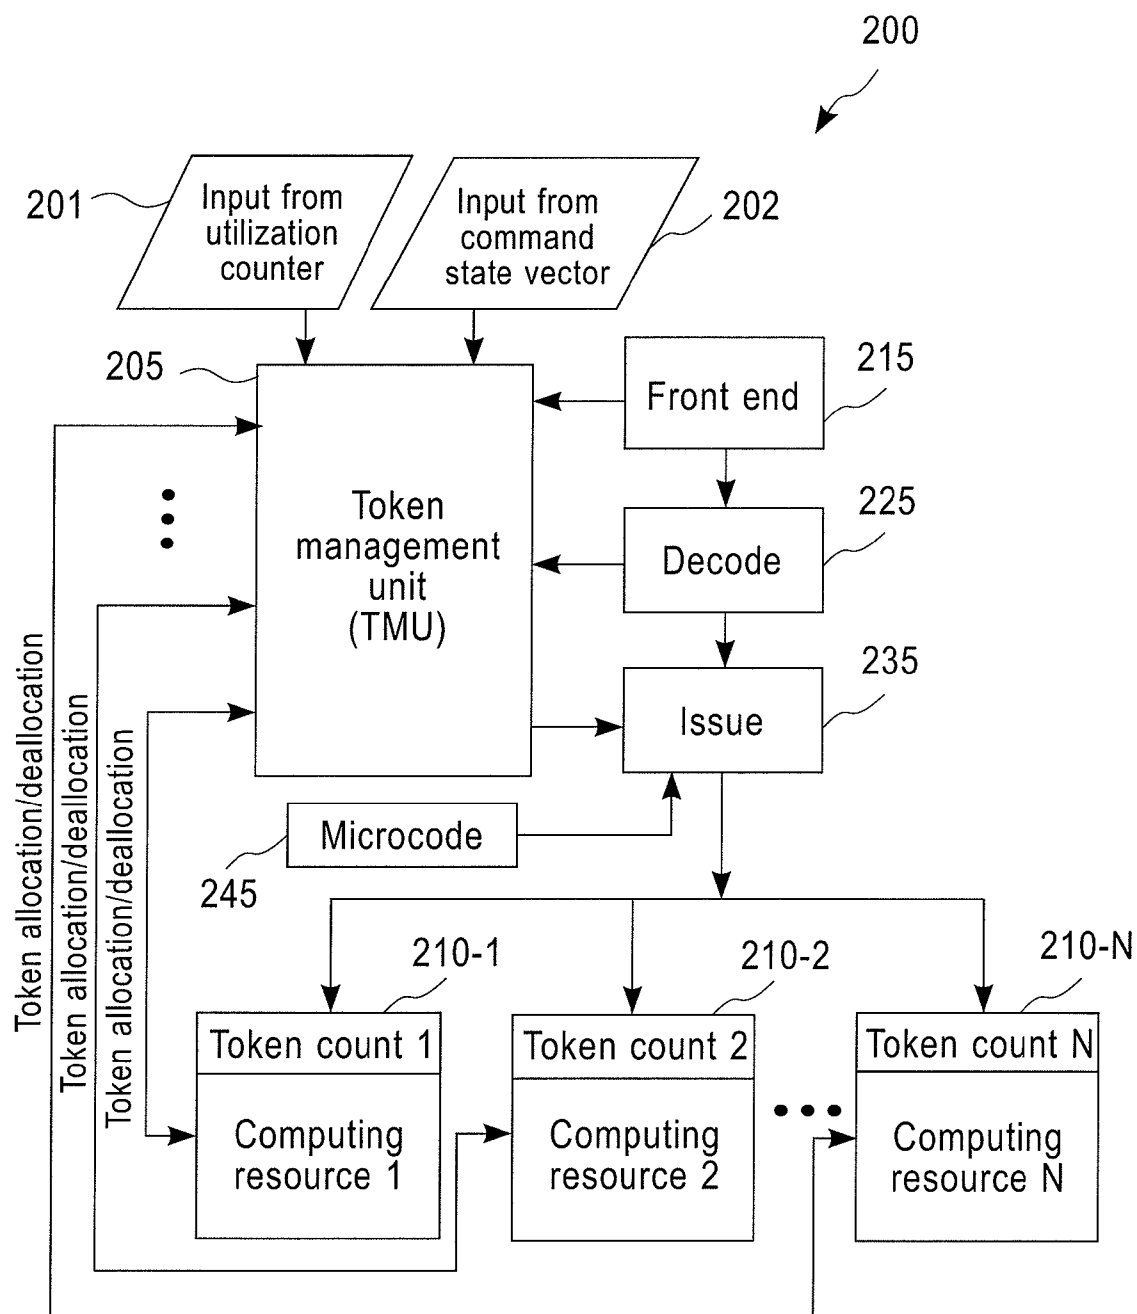 200
201
Input from
utilization
counter
Input from
command
state vector
202
205
Front end
215
Token
management
unit
(TMU)
225
Decode
235
Issue
Microcode
245
Token allocation/deallocation
Token allocation/deallocation
Token allocation/deallocation
210-1
210-2
210-N
Token count 1
Token count 2
Token count N
Computing
resource 1
Computing
resource 2
Computing
resource N